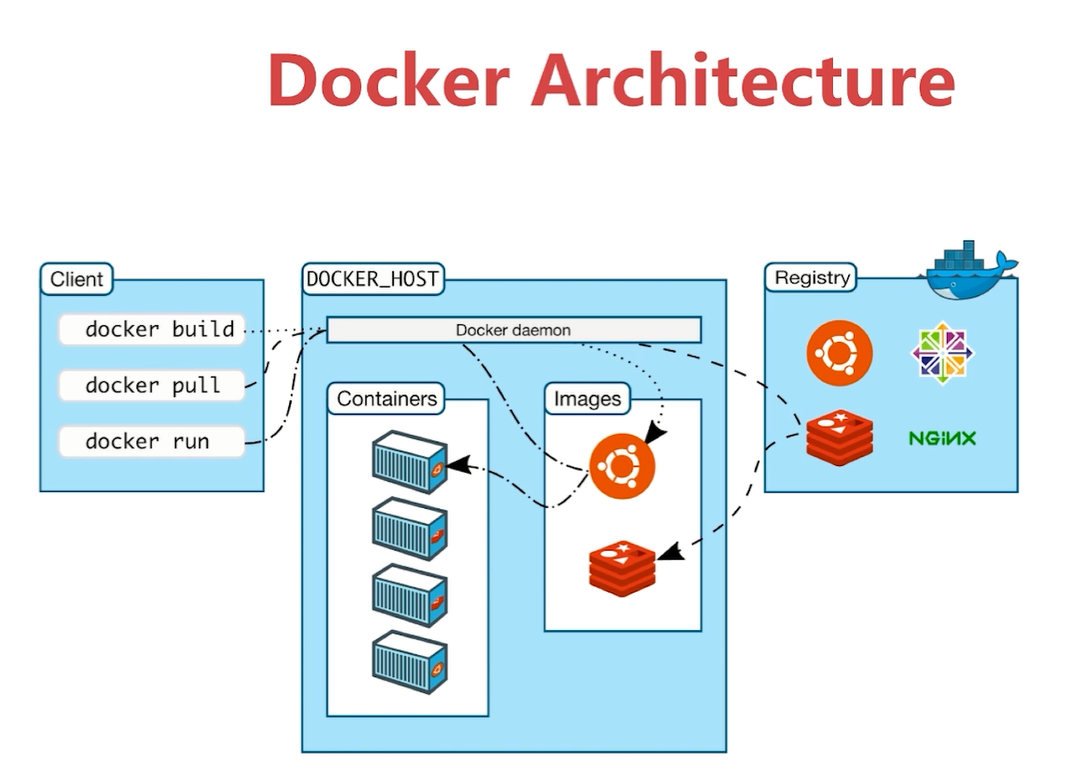 Docker Architecture
Client
docker build
docker pull
docker run
DOCKER_HOST
Docker daemon
Containers
Images
Registry
NGiNX